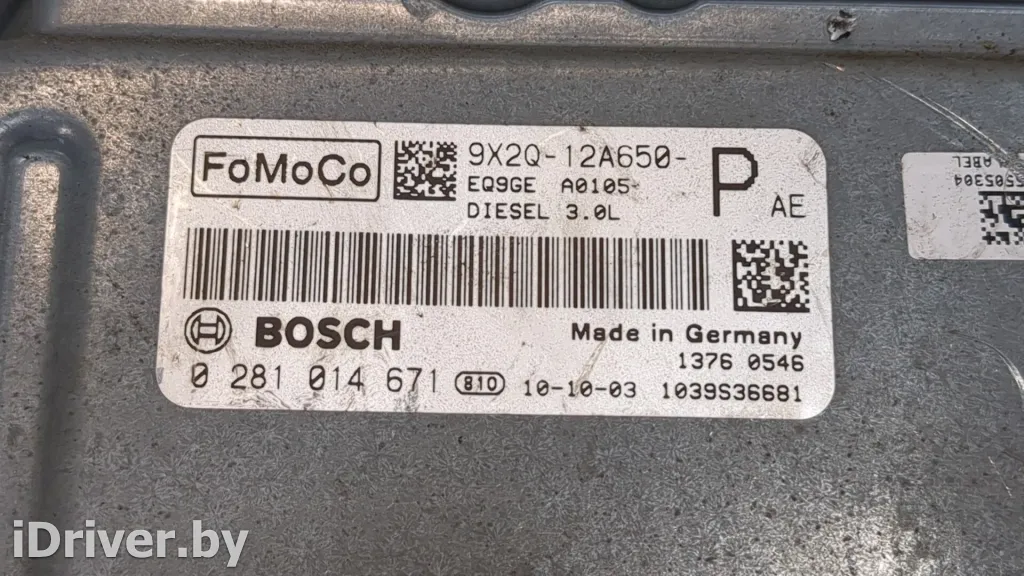 FoMoCo
9X2Q-12A650-
EQ9GE A0105-
DIESEL 3.0L
P
AE
BOSCH
Made in Germany
1376 0546
0 281 014 671 810 10-10-03 1039S36681
iDriver.by